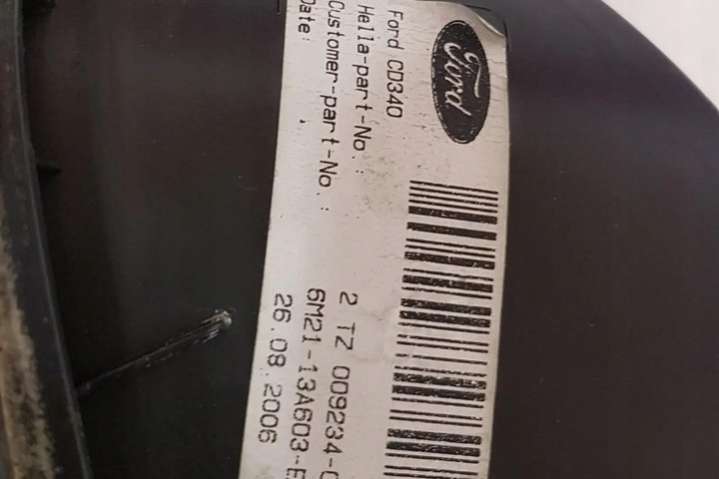 Ford
Ford CD340
Hella-part-No.: 2 TZ 009234-0
Customer-part-No.: 6M21-13A603-E
Date: 26.08.2006